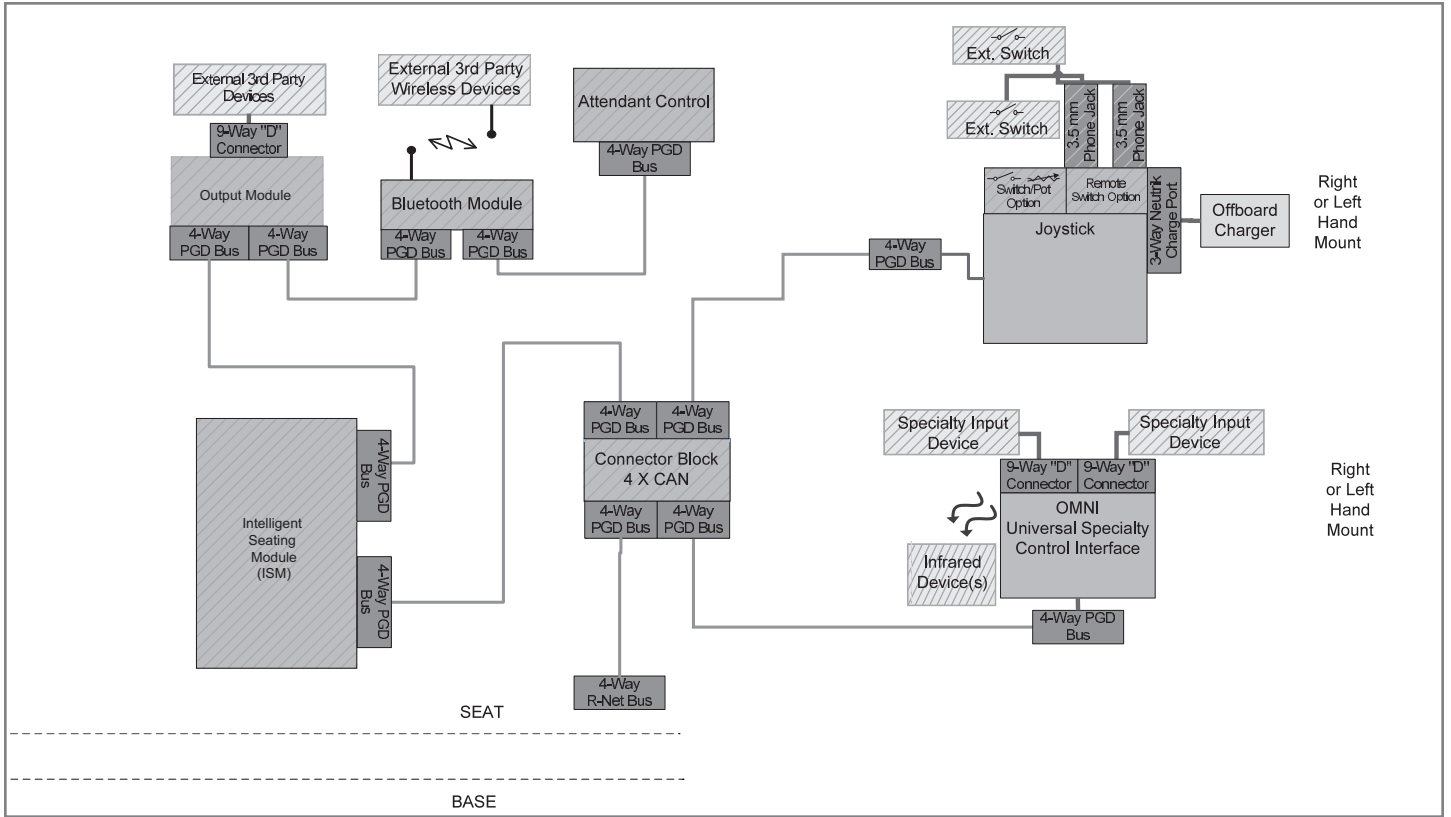 External 3rd Party
Devices
9-Way "D"
Connector
Output Module
4-Way
PGD Bus
4-Way
PGD Bus
External 3rd Party
Wireless Devices
Bluetooth Module
4-Way
PGD Bus
4-Way
PGD Bus
Attendant Control
4-Way PGD
Bus
Ext. Switch
Ext. Switch
3.5 mm
Phone Jack
3.5 mm
Phone Jack
Switch/Pot
Option
Remote
Switch Option
Joystick
3-Way Neutrik
Charge Port
Offboard
Charger
Right
or Left
Hand
Mount
4-Way
PGD Bus
Intelligent
Seating
Module
(ISM)
4-Way PGD
Bus
4-Way PGD
Bus
4-Way
PGD Bus
4-Way
PGD Bus
Connector Block
4 X CAN
4-Way
PGD Bus
4-Way
PGD Bus
4-Way
R-Net Bus
Specialty Input
Device
Specialty Input
Device
9-Way "D"
Connector
9-Way "D"
Connector
OMNI
Universal Specialty
Control Interface
Infrared
Device(s)
4-Way PGD
Bus
Right
or Left
Hand
Mount
SEAT
BASE